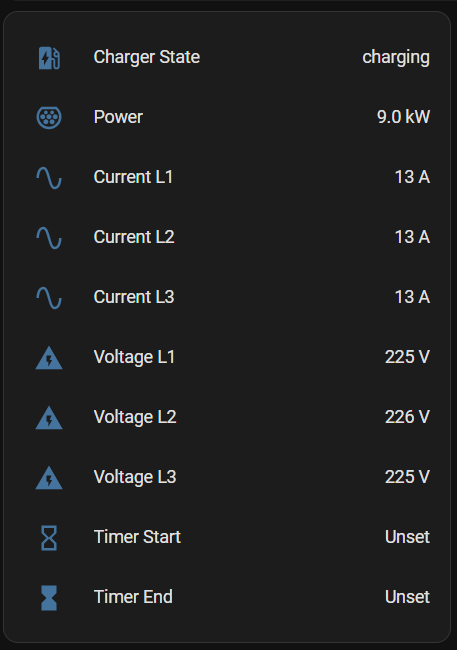 Charger State charging
Power 9.0 kW
Current L1 13 A
Current L2 13 A
Current L3 13 A
Voltage L1 225 V
Voltage L2 226 V
Voltage L3 225 V
Timer Start Unset
Timer End Unset